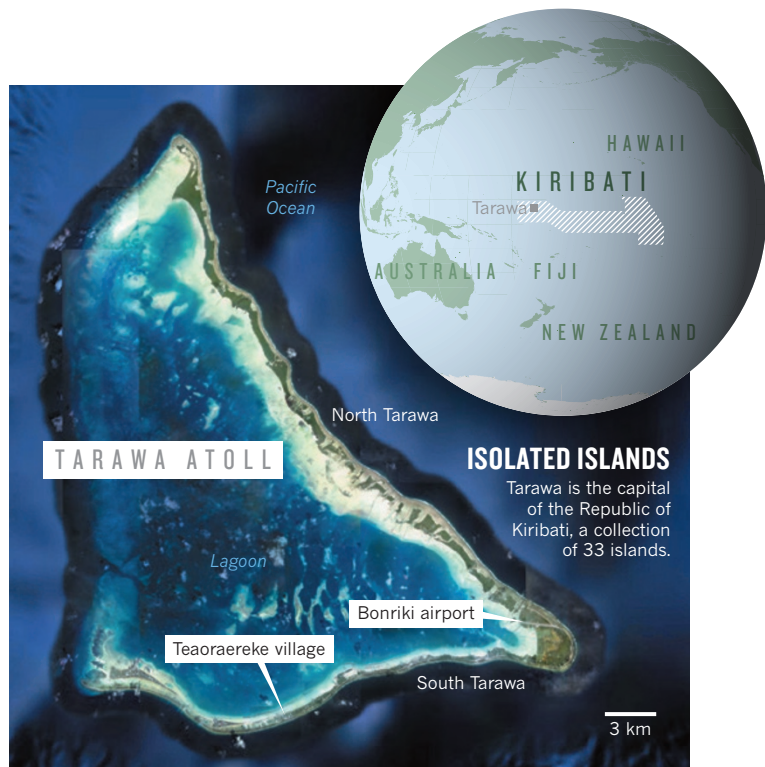 HAWAII
KIRIBATI
Tarawa
AUSTRALIA
FIJI
NEW ZEALAND
Pacific
Ocean
North Tarawa
TARAWA ATOLL
ISOLATED ISLANDS
Tarawa is the capital
of the Republic of
Kiribati, a collection
of 33 islands.
Lagoon
Bonriki airport
Teaoraereke village
South Tarawa
3 km